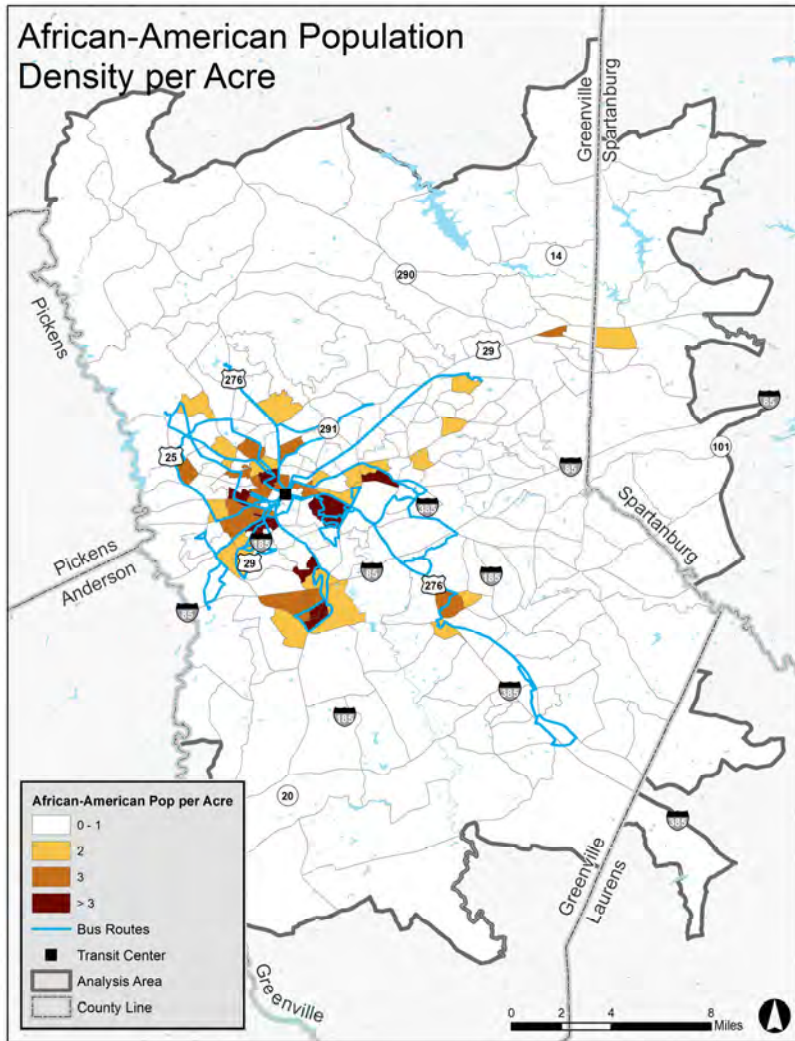 African-American Population
Density per Acre
Greenville
Spartanburg
14
290
Pickens
29
276
85
291
101
25
85
385
Spartanburg
185
Pickens
29
85
276
185
Anderson
85
385
185
20
385
Greenville
Laurens
African-American Pop per Acre
0 - 1
2
3
> 3
Bus Routes
Transit Center
Analysis Area
County Line
Greenville
0 2 4 8
Miles